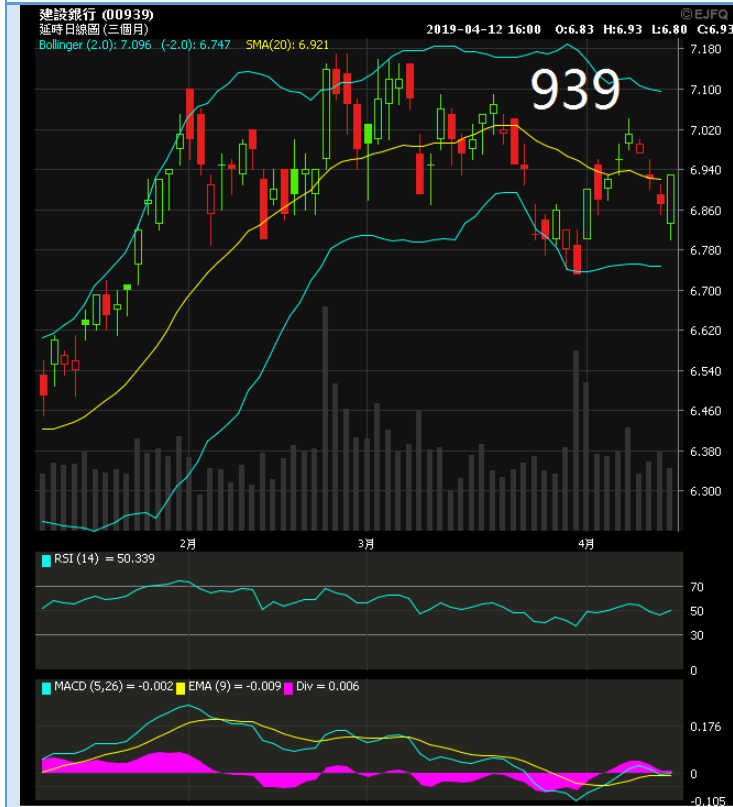 建設銀行 (00939)
©EJFQ
延時日線圖 (三個月)
2019-04-12 16:00 O:6.83 H:6.93 L:6.80 C:6.93
Bollinger (2.0): 7.096 (-2.0): 6.747 SMA(20): 6.921
939
7.180
7.100
7.020
6.940
6.860
6.780
6.700
6.620
6.540
6.460
6.380
6.300
2月 3月 4月
RSI (14) = 50.339
70
50
30
0
MACD (5,26) = -0.002 EMA (9) = -0.009 Div = 0.006
0.176
0
-0.105